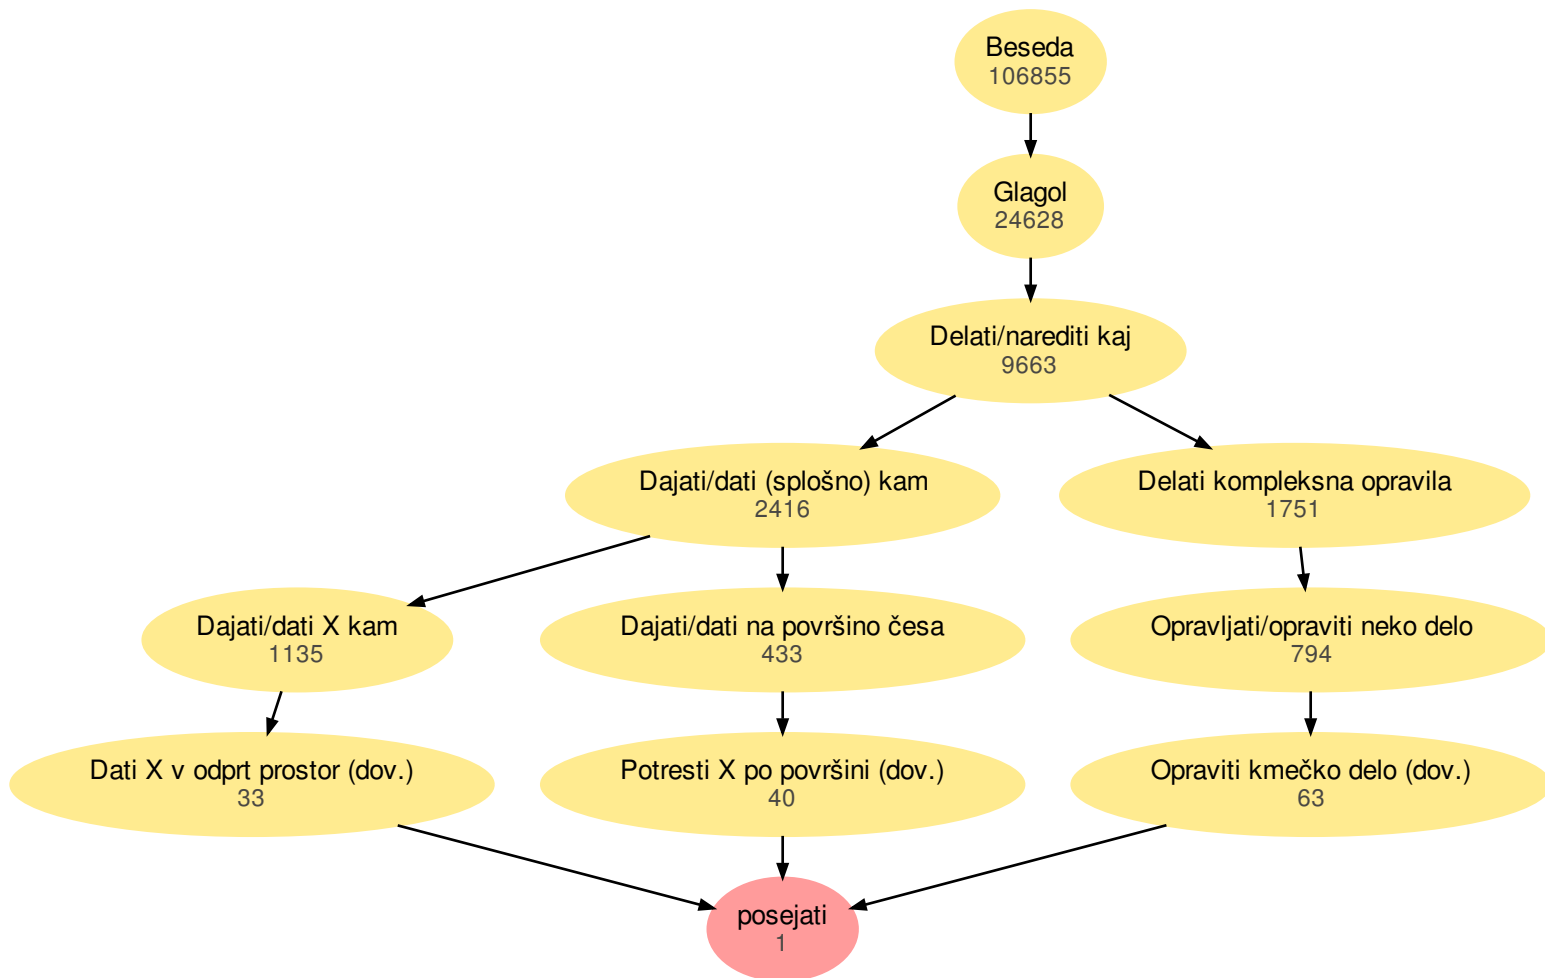 Beseda
106855
Glagol
24628
Delati/narediti kaj
9663
Dajati/dati (splošno) kam
2416
Delati kompleksna opravila
1751
Dajati/dati X kam
1135
Dajati/dati na površino česa
433
Opravljati/opraviti neko delo
794
Dati X v odprt prostor (dov.)
33
Potresti X po površini (dov.)
40
Opraviti kmečko delo (dov.)
63
posejati
1